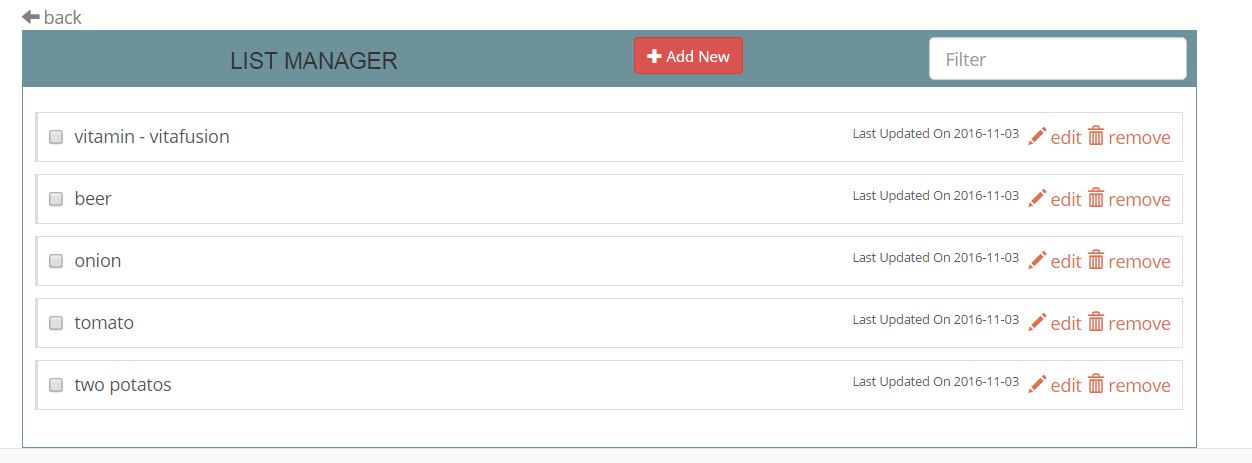 back
LIST MANAGER Add New Filter
vitamin - vitafusion Last Updated On 2016-11-03 edit remove
beer Last Updated On 2016-11-03 edit remove
onion Last Updated On 2016-11-03 edit remove
tomato Last Updated On 2016-11-03 edit remove
two potatos Last Updated On 2016-11-03 edit remove